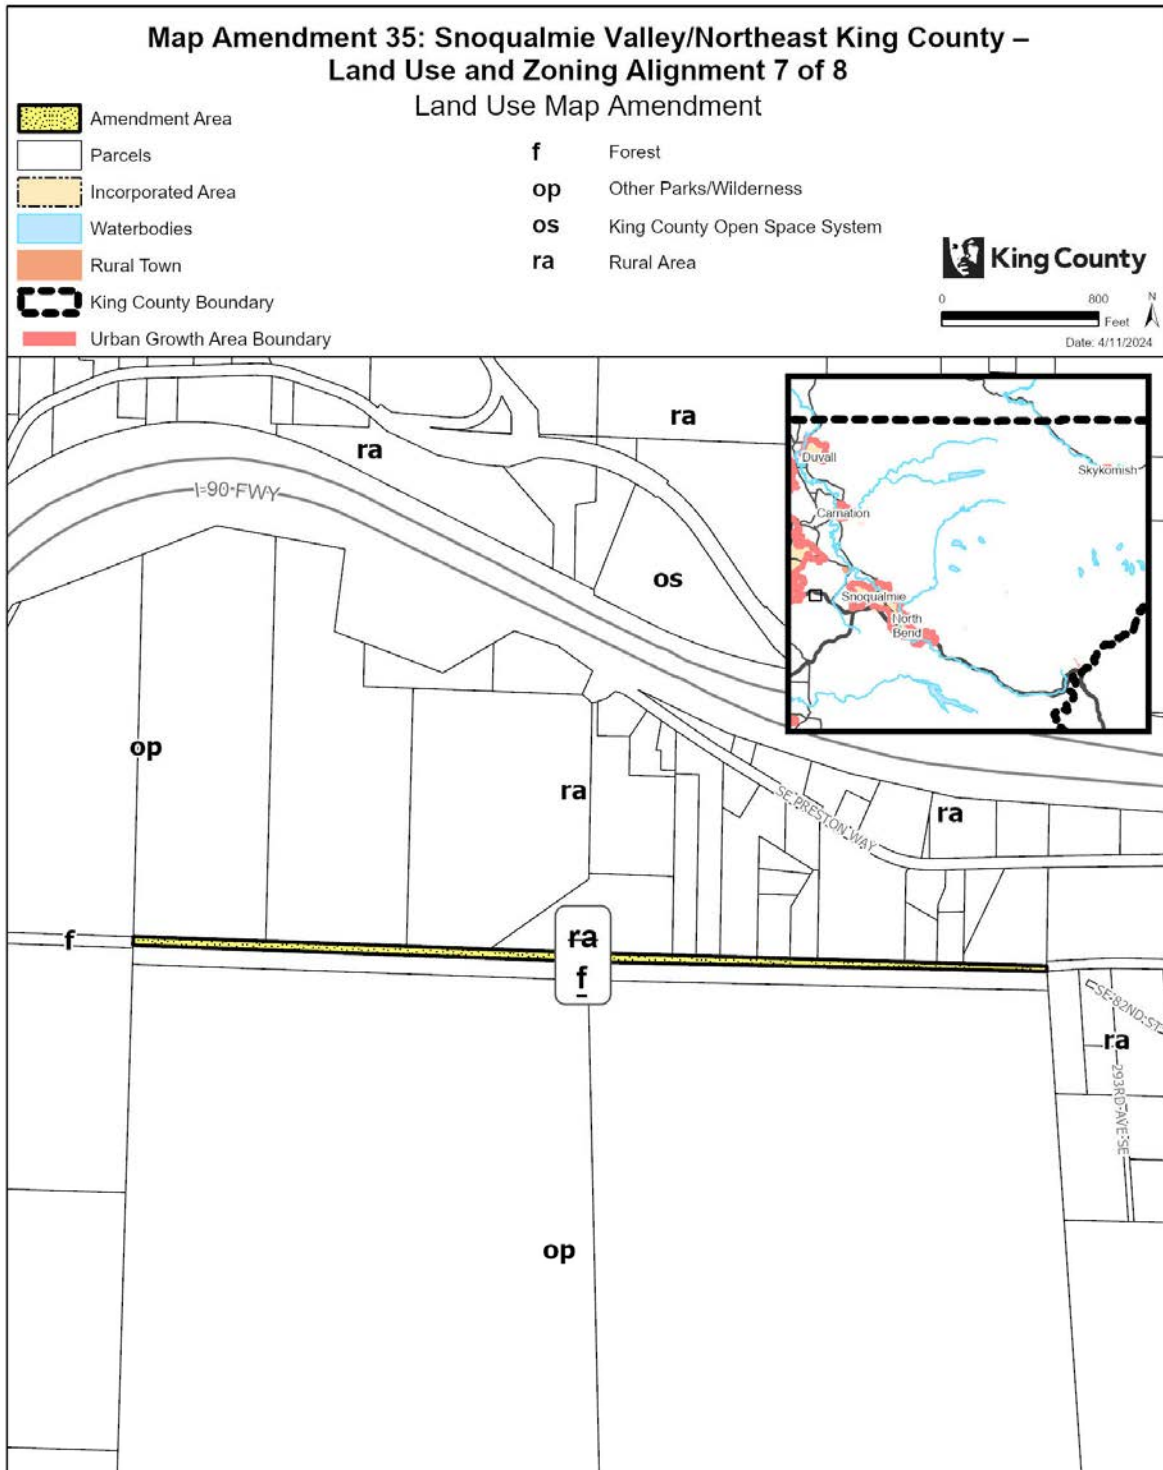 Map Amendment 35: Snoqualmie Valley/Northeast King County –
Land Use and Zoning Alignment 7 of 8
Land Use Map Amendment
Amendment Area
Parcels
Incorporated Area
Waterbodies
Rural Town
King County Boundary
Urban Growth Area Boundary
f Forest
op Other Parks/Wilderness
os King County Open Space System
ra Rural Area
King County
0 800
Feet
N
Date: 4/11/2024
ra
ra
I-90 FWY
os
Duvall
Skykomish
Carnation
Snoqualmie
North
Bend
op
ra
SE PRESTON WAY
ra
f
ra
f
SE 82ND ST
ra
293RD AVE SE
op